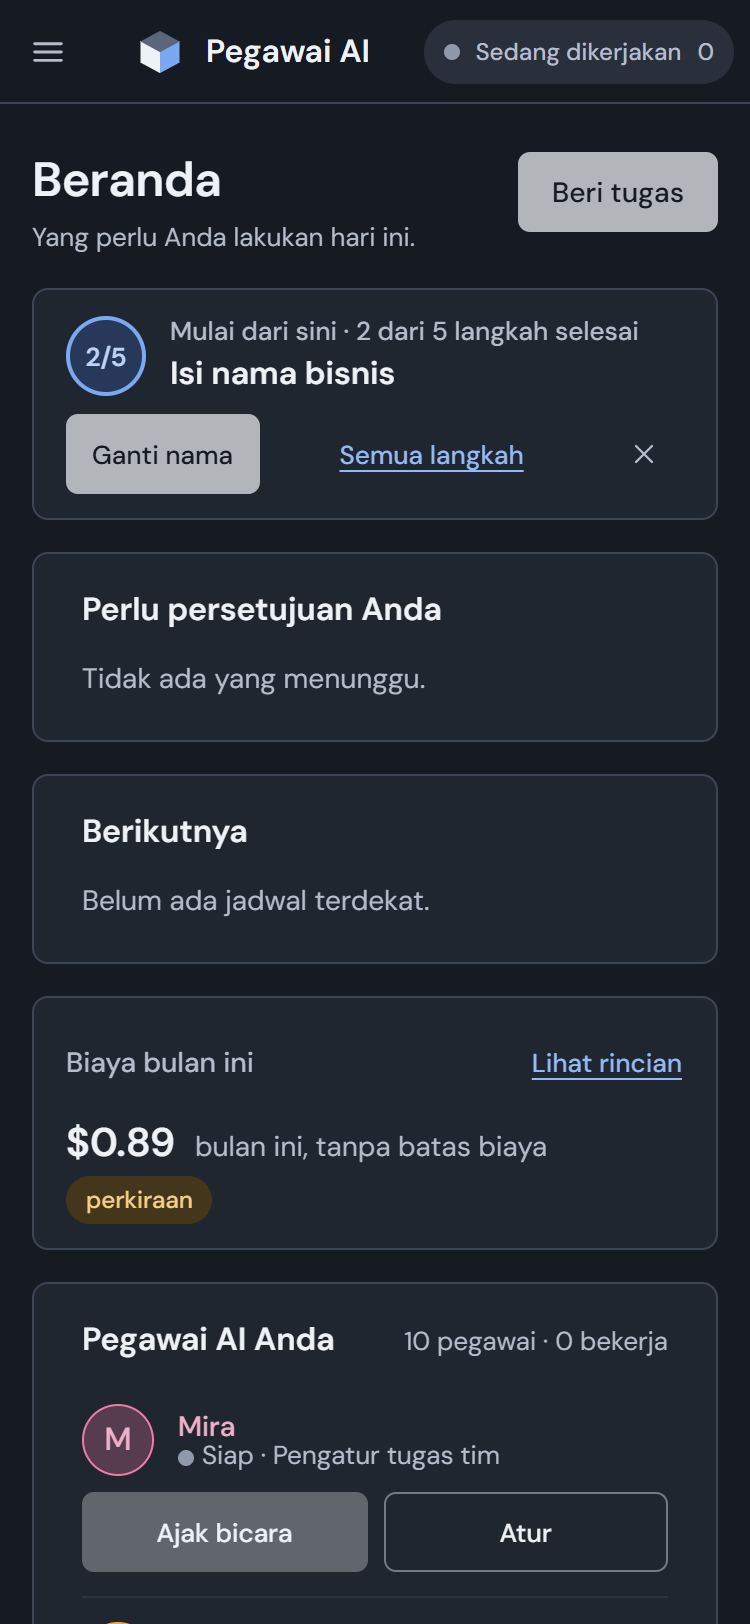 Pegawai AI
Sedang dikerjakan 0
Beranda
Yang perlu Anda lakukan hari ini.
Beri tugas
2/5
Mulai dari sini · 2 dari 5 langkah selesai
Isi nama bisnis
Ganti nama
Semua langkah
Perlu persetujuan Anda
Tidak ada yang menunggu.
Berikutnya
Belum ada jadwal terdekat.
Biaya bulan ini
Lihat rincian
$0.89 bulan ini, tanpa batas biaya
perkiraan
Pegawai AI Anda
10 pegawai · 0 bekerja
M
Mira
Siap · Pengatur tugas tim
Ajak bicara
Atur